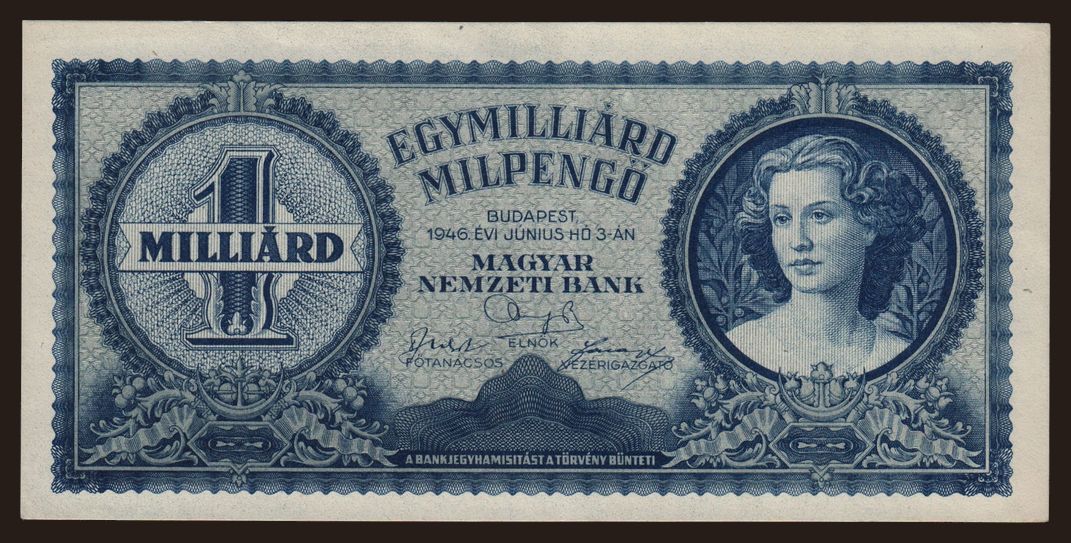 EGYMILLIÁRD
MILPENGŐ
1
MILLIÁRD
BUDAPEST,
1946. ÉVI JÚNIUS HÓ 3-ÁN
MAGYAR
NEMZETI BANK
ELNÖK
FŐTANÁCSOS VEZÉRIGAZGATÓ
A BANKJEGYHAMISITÁST A TÖRVÉNY BÜNTETI